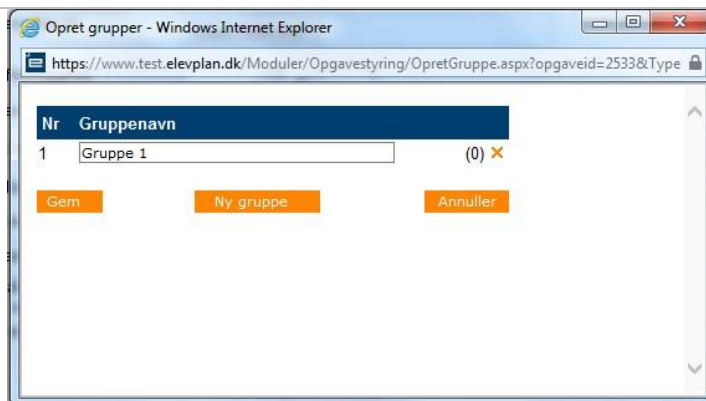 Opret grupper - Windows Internet Explorer
https://www.test.elevplan.dk/Moduler/Opgavestyring/OpretGruppe.aspx?opgaveid=2533&Type
Nr Gruppenavn
1 Gruppe 1 (0)
Gem Ny gruppe Annuller